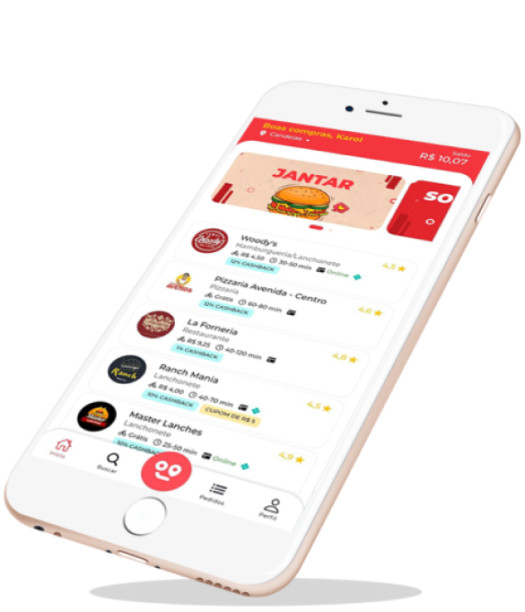 Boas compras, Karol
Candeias
Saldo
R$ 10,07
JANTAR
SO
Woody's
Hamburgueria/Lanchonete
R$ 4,50 30-50 min Online
12% CASHBACK
4,5
Pizzaria Avenida - Centro
Pizzaria
Grátis 60-80 min
12% CASHBACK
4,6
La Forneria
Restaurante
R$ 9,25 40-120 min
1% CASHBACK
4,8
Ranch Mania
Lanchonete
R$ 4,00 40-70 min
10% CASHBACK CUPOM DE R$ 5
4,5
Ranch
Master Lanches
Lanchonete
Grátis 25-50 min Online
10% CASHBACK
4,9
Início
Buscar
Pedidos
Perfil